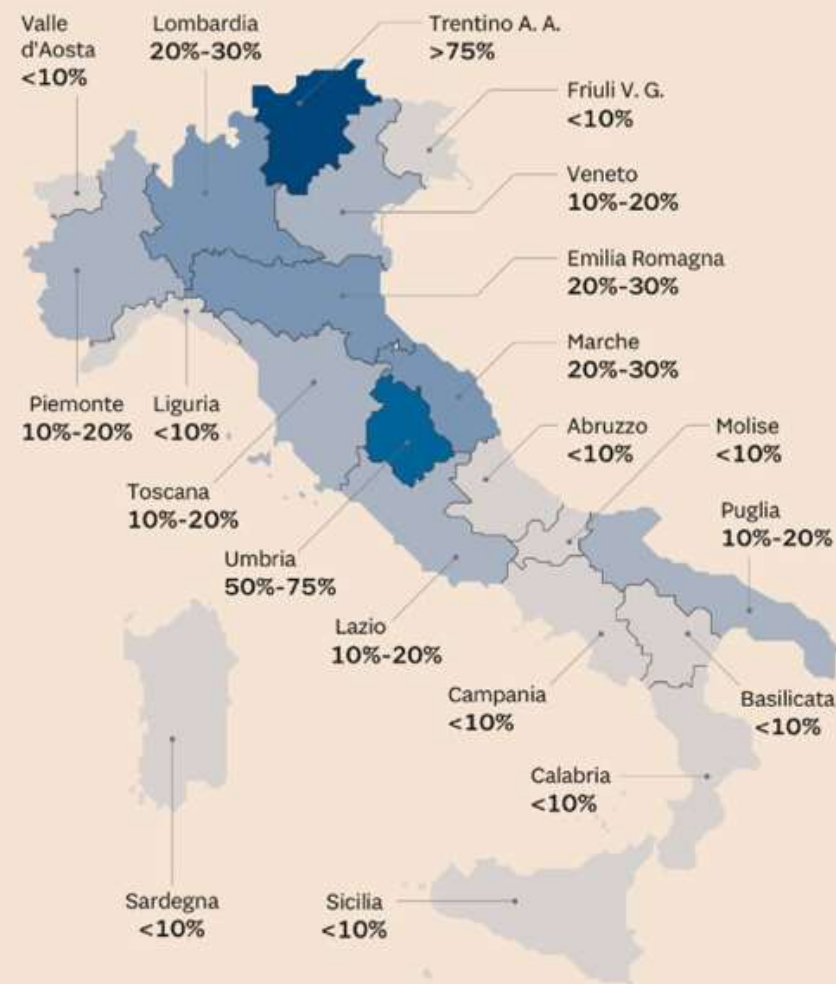 Valle
d'Aosta
<10%
Lombardia
20%-30%
Trentino A. A.
>75%
Friuli V. G.
<10%
Veneto
10%-20%
Emilia Romagna
20%-30%
Marche
20%-30%
Piemonte
10%-20%
Liguria
<10%
Abruzzo
<10%
Molise
<10%
Toscana
10%-20%
Puglia
10%-20%
Umbria
50%-75%
Lazio
10%-20%
Campania
<10%
Basilicata
<10%
Calabria
<10%
Sardegna
<10%
Sicilia
<10%